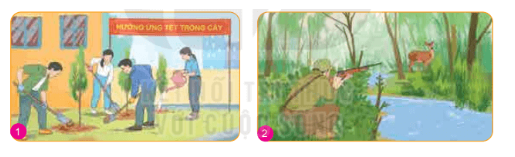 HƯỞNG ỨNG TẾT TRỒNG CÂY
KẾT NỐI TRI THỨC
VỚI CUỘC SỐNG
1
2